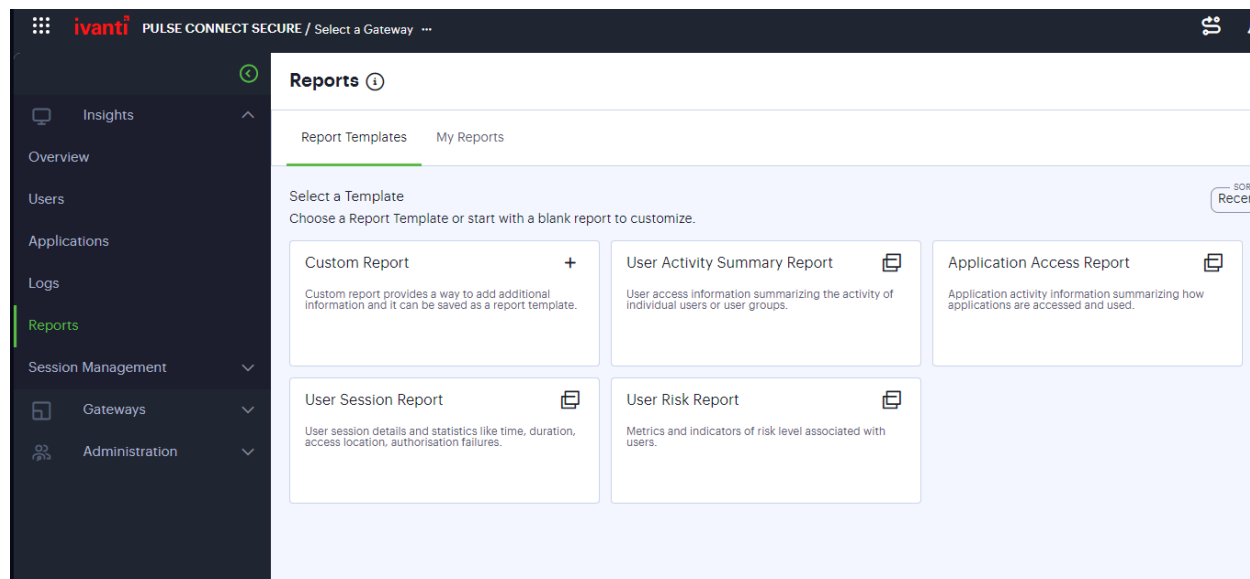 ivanti PULSE CONNECT SECURE / Select a Gateway ...
Insights
Overview
Users
Applications
Logs
Reports
Session Management
Gateways
Administration
Reports
Report Templates My Reports
Select a Template
Choose a Report Template or start with a blank report to customize.
Custom Report
Custom report provides a way to add additional
information and it can be saved as a report template.
User Activity Summary Report
User access information summarizing the activity of
individual users or user groups.
Application Access Report
Application activity information summarizing how
applications are accessed and used.
User Session Report
User session details and statistics like time, duration,
access location, authorisation failures.
User Risk Report
Metrics and indicators of risk level associated with
users.